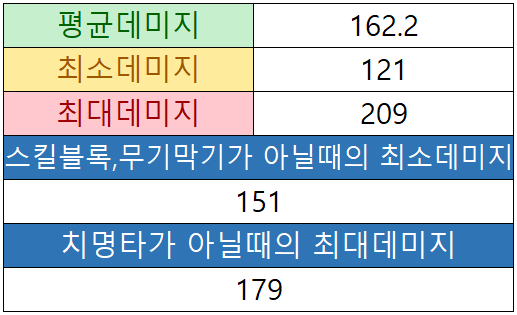 평균데미지 162.2
최소데미지 121
최대데미지 209
스킬블록,무기막기가 아닐때의 최소데미지
151
치명타가 아닐때의 최대데미지
179